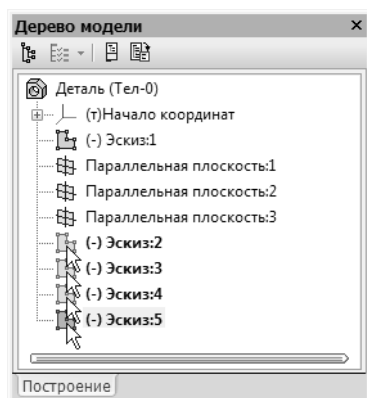 Дерево модели
Деталь (Тел-0)
(т)Начало координат
(-) Эскиз:1
Параллельная плоскость:1
Параллельная плоскость:2
Параллельная плоскость:3
(-) Эскиз:2
(-) Эскиз:3
(-) Эскиз:4
(-) Эскиз:5
Построение